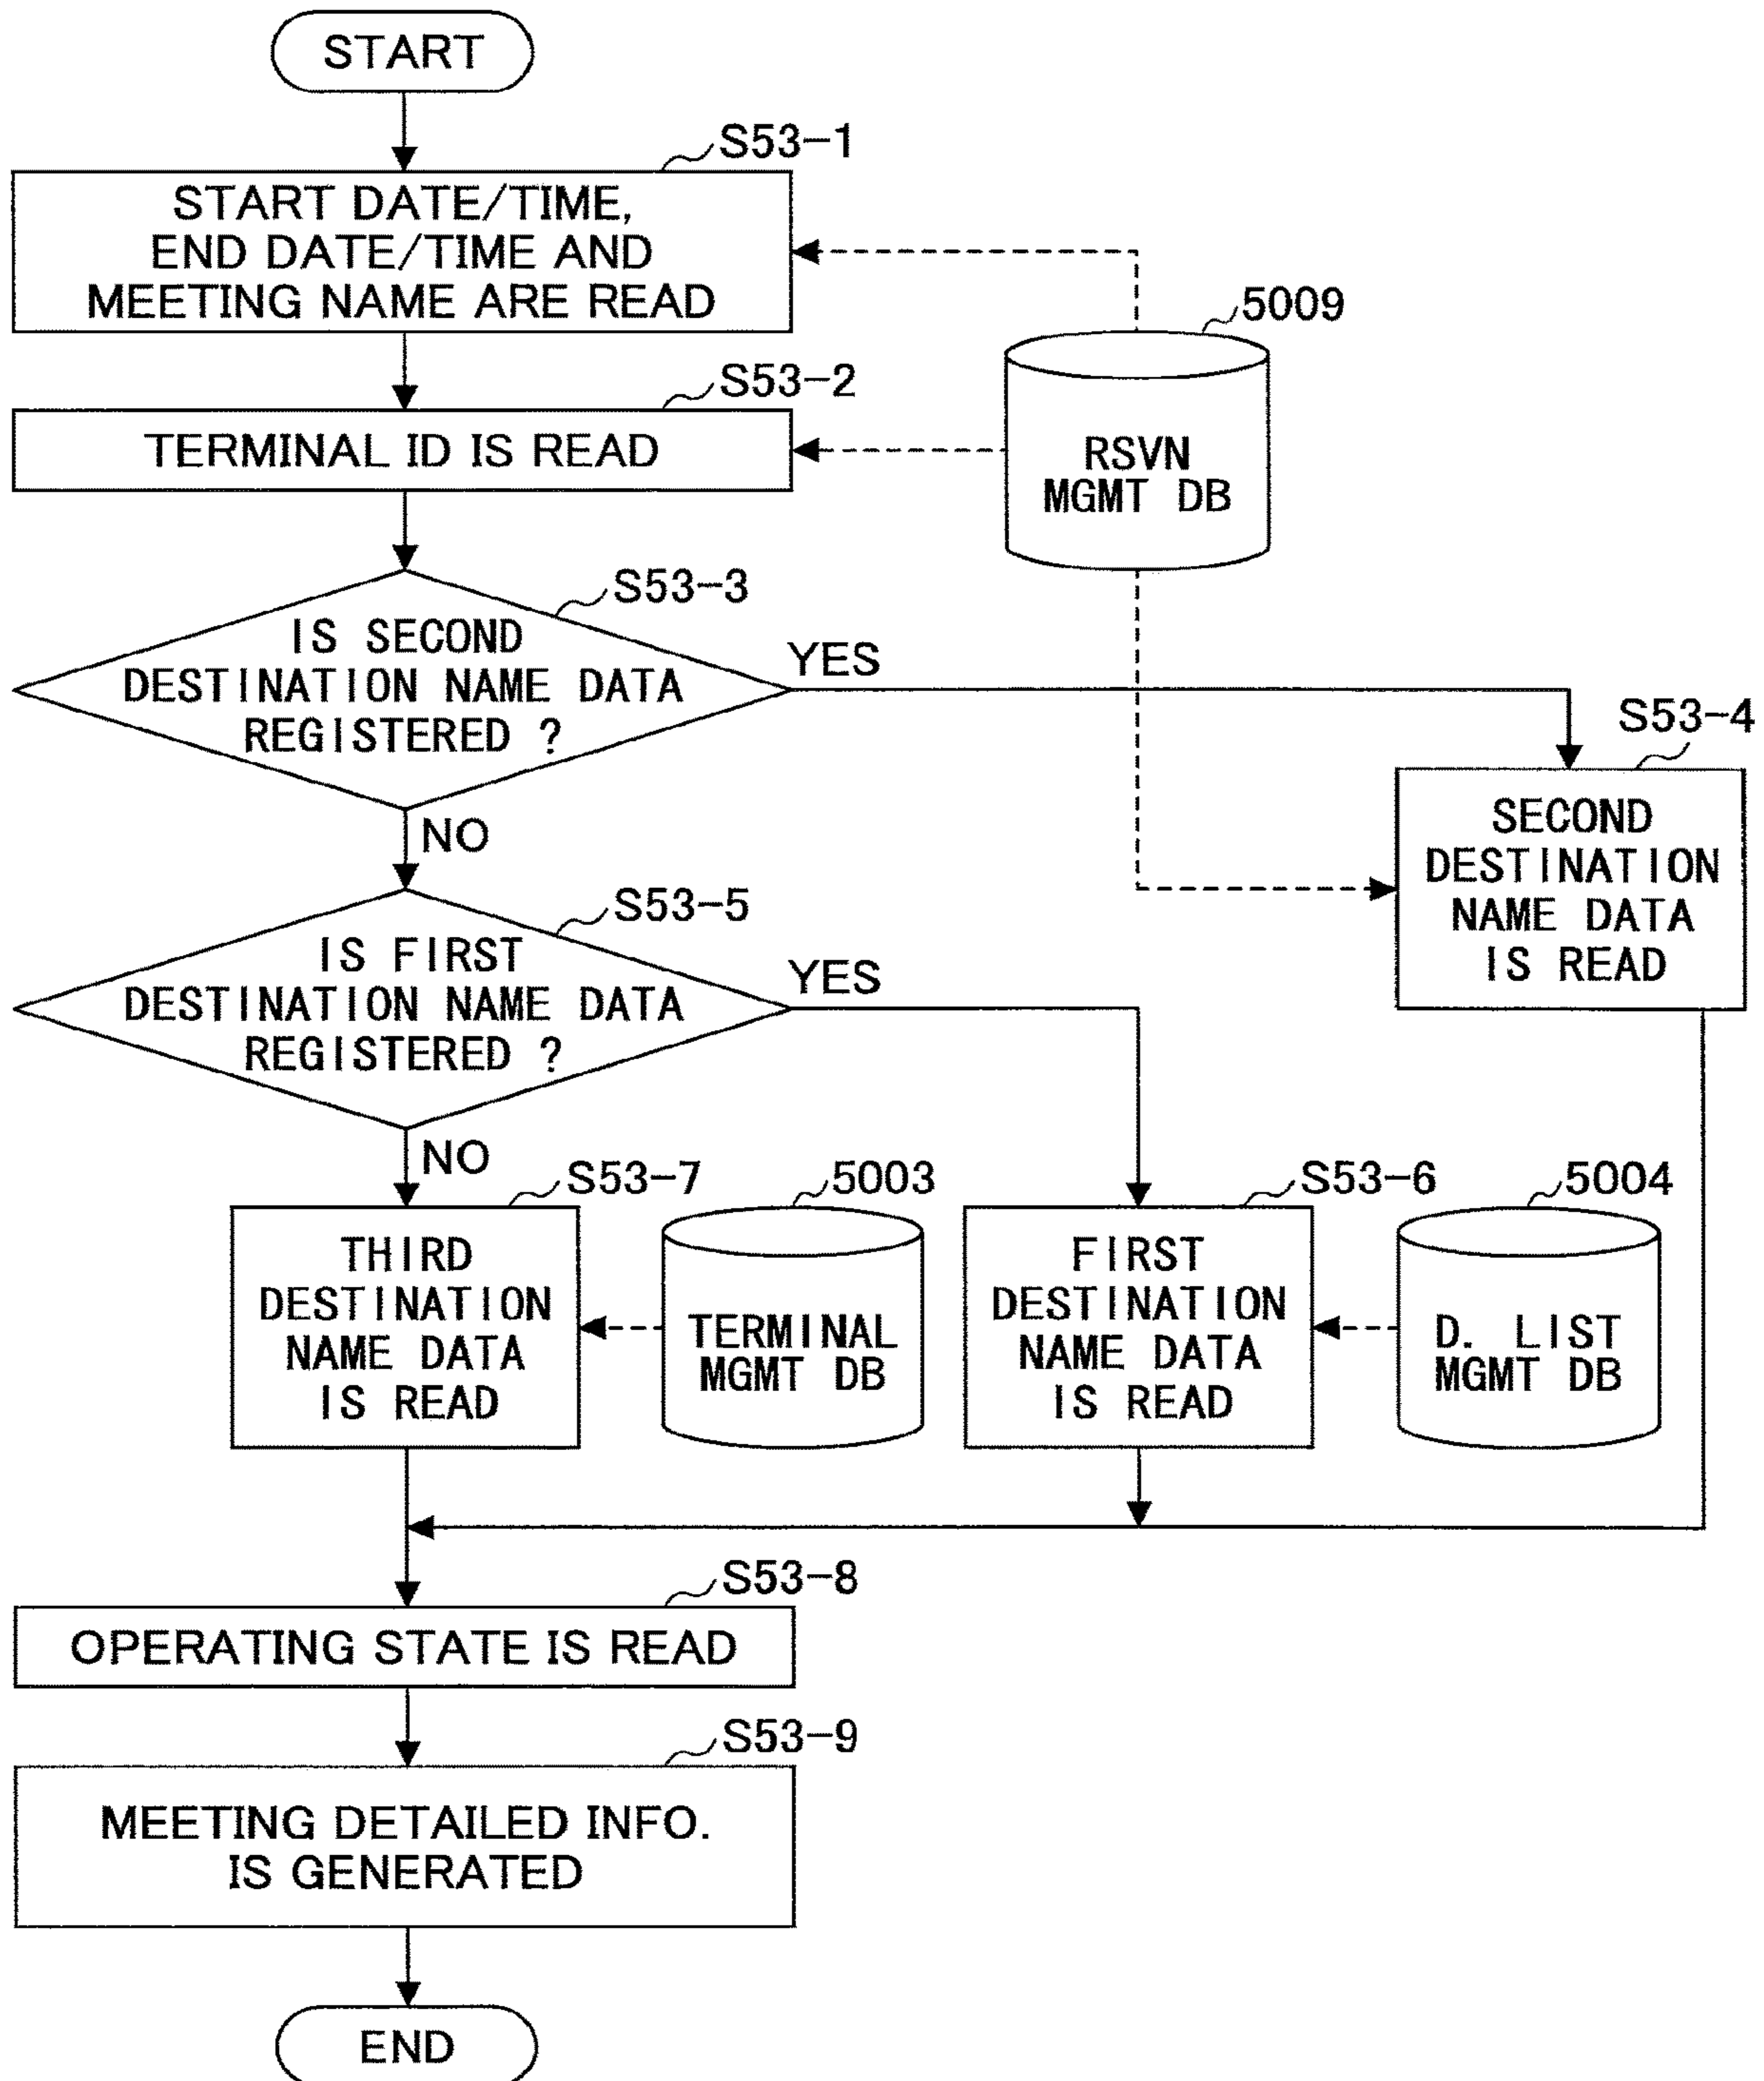 START
S53-1
START DATE/TIME,
END DATE/TIME AND
MEETING NAME ARE READ
5009
S53-2
TERMINAL ID IS READ
RSVN
MGMT DB
S53-3
IS SECOND
DESTINATION NAME DATA
REGISTERED ?
YES
NO
S53-4
SECOND
DESTINATION
NAME DATA
IS READ
S53-5
IS FIRST
DESTINATION NAME DATA
REGISTERED ?
YES
NO
S53-7
THIRD
DESTINATION
NAME DATA
IS READ
5003
TERMINAL
MGMT DB
S53-6
FIRST
DESTINATION
NAME DATA
IS READ
5004
D. LIST
MGMT DB
S53-8
OPERATING STATE IS READ
S53-9
MEETING DETAILED INFO.
IS GENERATED
END